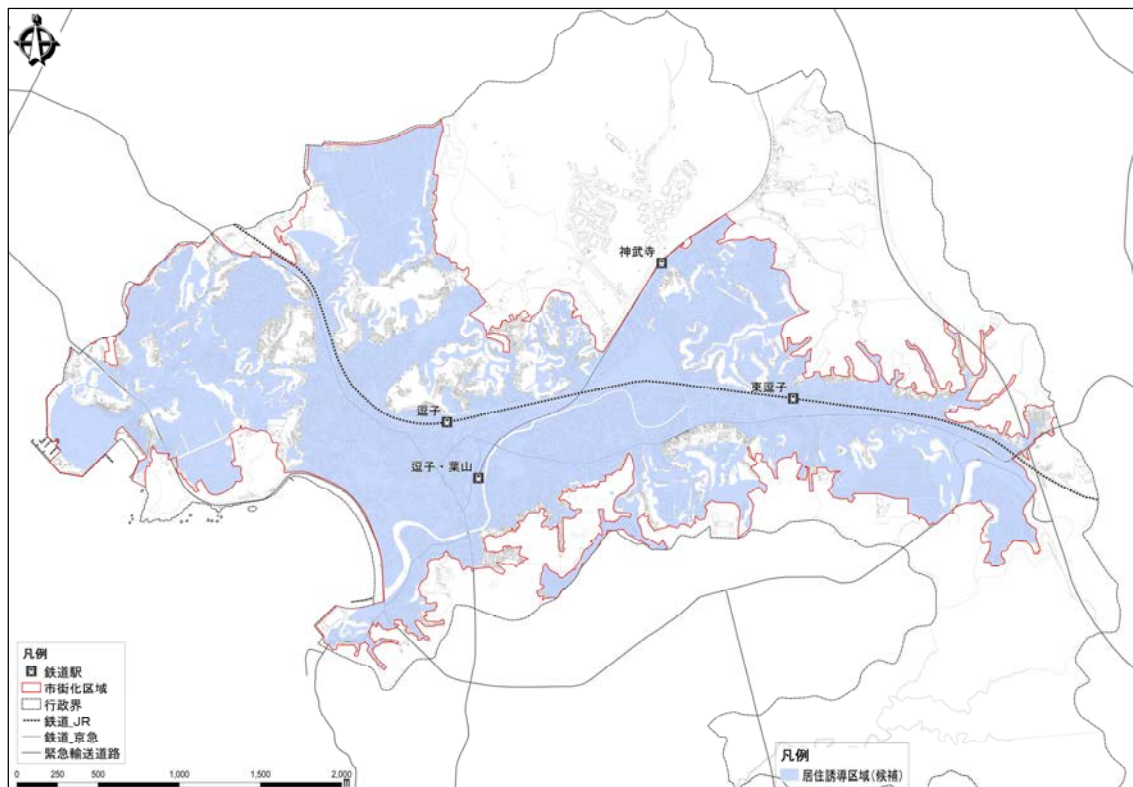 神武寺
東逗子
逗子
逗子・葉山
凡例
鉄道駅
市街化区域
行政界
鉄道_JR
鉄道_京急
緊急輸送道路
0 250 500 1,000 1,500 2,000
m
凡例
居住誘導区域(候補)